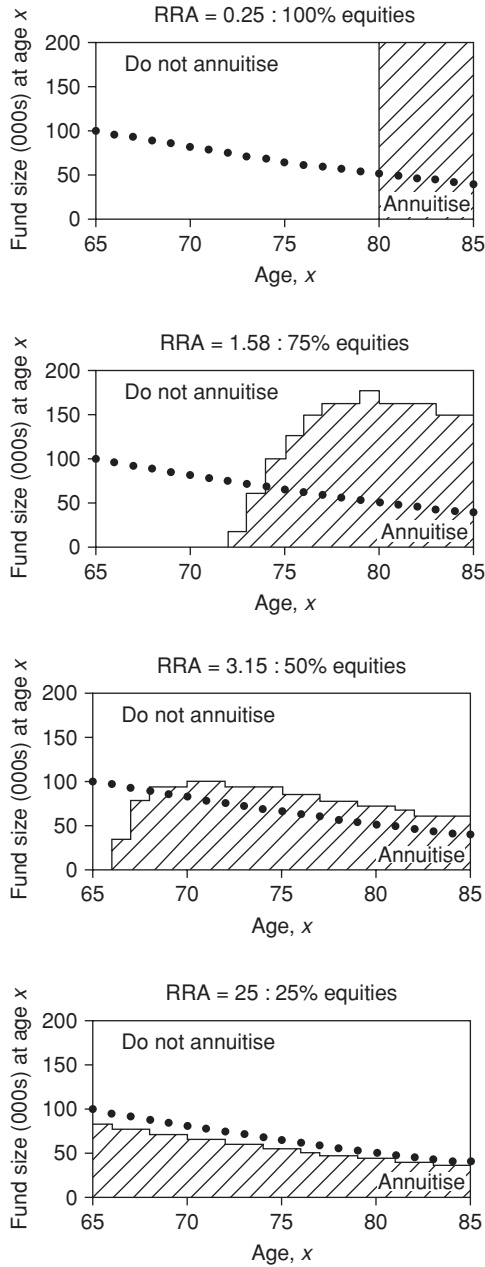 RRA = 0.25 : 100% equities
Fund size (000s) at age x
200
150
100
50
0
Do not annuitise
Annuitise
65 70 75 80 85
Age, x
RRA = 1.58 : 75% equities
Fund size (000s) at age x
200
150
100
50
0
Do not annuitise
Annuitise
65 70 75 80 85
Age, x
RRA = 3.15 : 50% equities
Fund size (000s) at age x
200
150
100
50
0
Do not annuitise
Annuitise
65 70 75 80 85
Age, x
RRA = 25 : 25% equities
Fund size (000s) at age x
200
150
100
50
0
Do not annuitise
Annuitise
65 70 75 80 85
Age, x